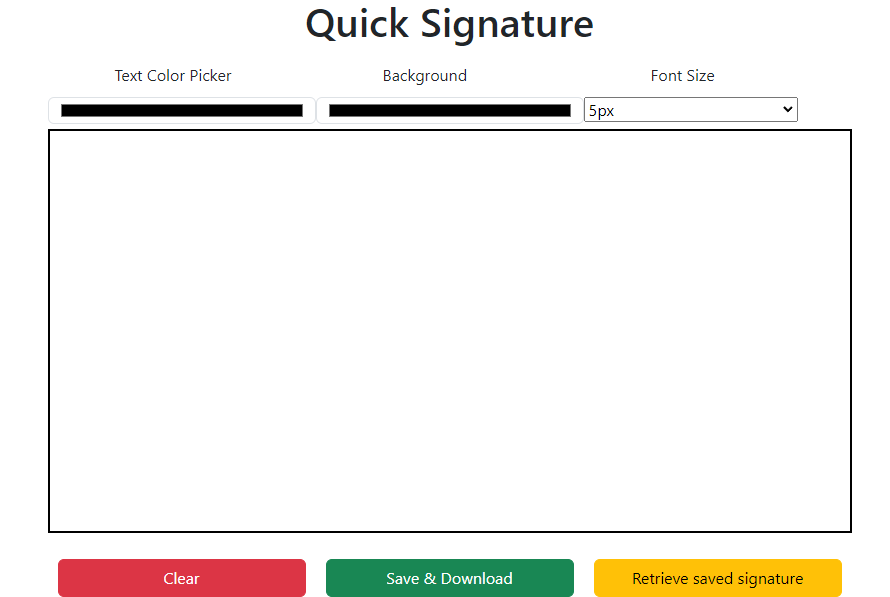 Quick Signature
Text Color Picker Background Font Size
5px
Clear Save & Download Retrieve saved signature